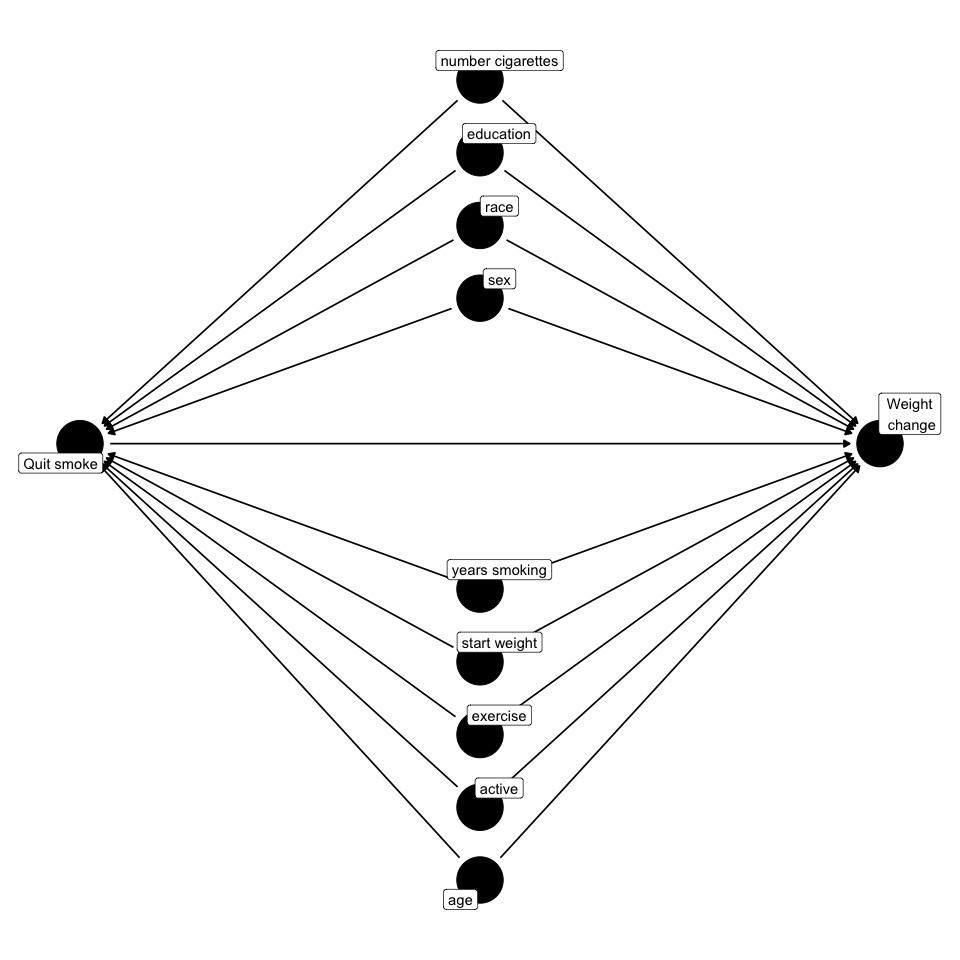 number cigarettes
education
race
sex
Weight
change
Quit smoke
years smoking
start weight
exercise
active
age